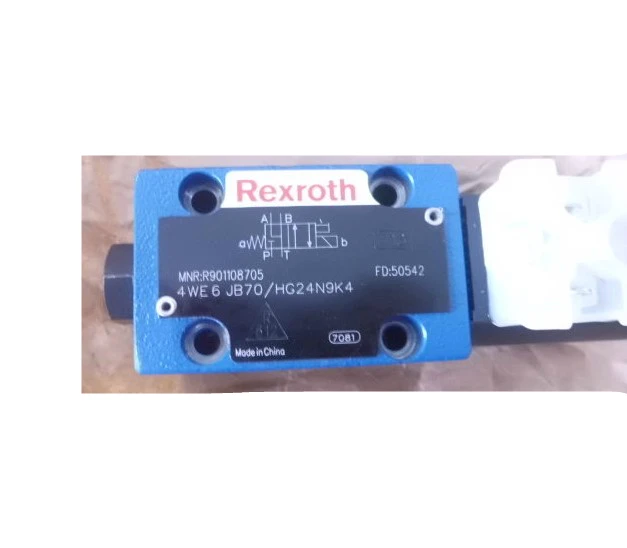 Rexroth
A B
a b
P T
MNR:R901108705 FD:50542
4WE 6 JB70/HG24N9K4
7081
Made in China